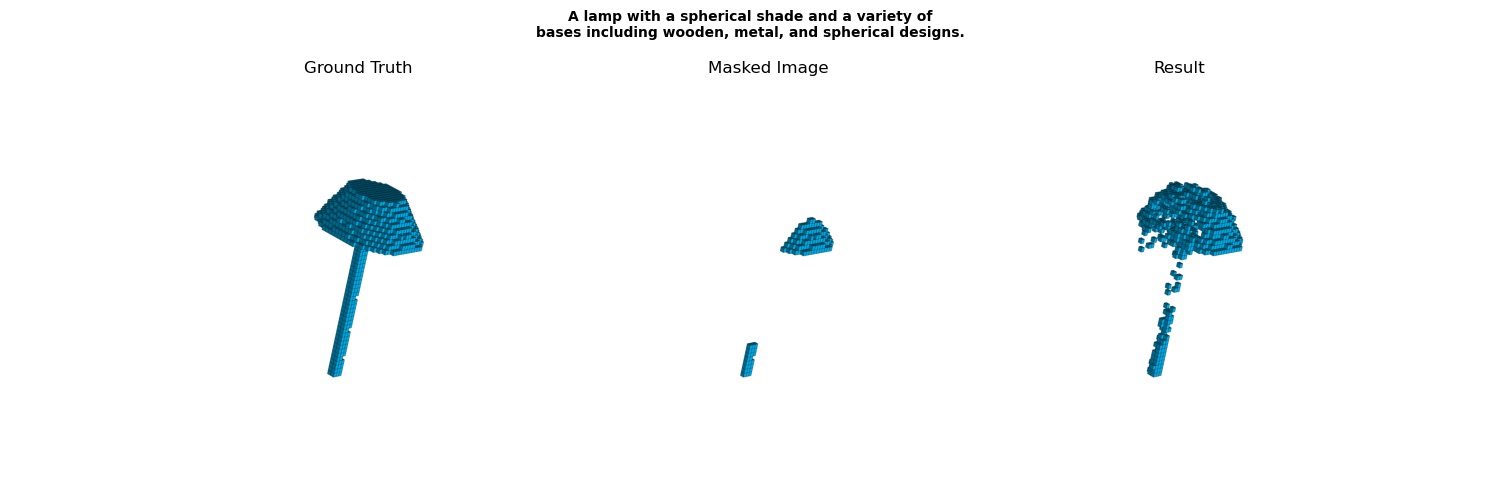 A lamp with a spherical shade and a variety of
bases including wooden, metal, and spherical designs.
Ground Truth
Masked Image
Result